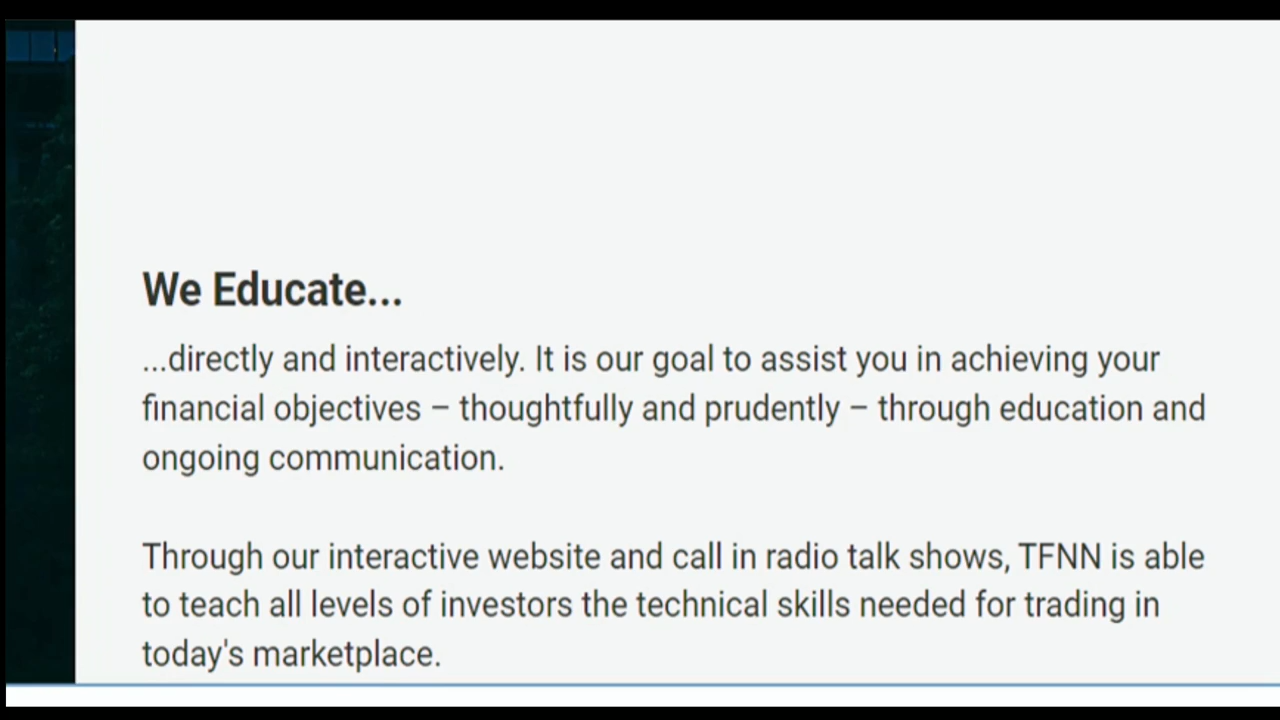 We Educate...
...directly and interactively. It is our goal to assist you in achieving your
financial objectives – thoughtfully and prudently – through education and
ongoing communication.
Through our interactive website and call in radio talk shows, TFNN is able
to teach all levels of investors the technical skills needed for trading in
today's marketplace.